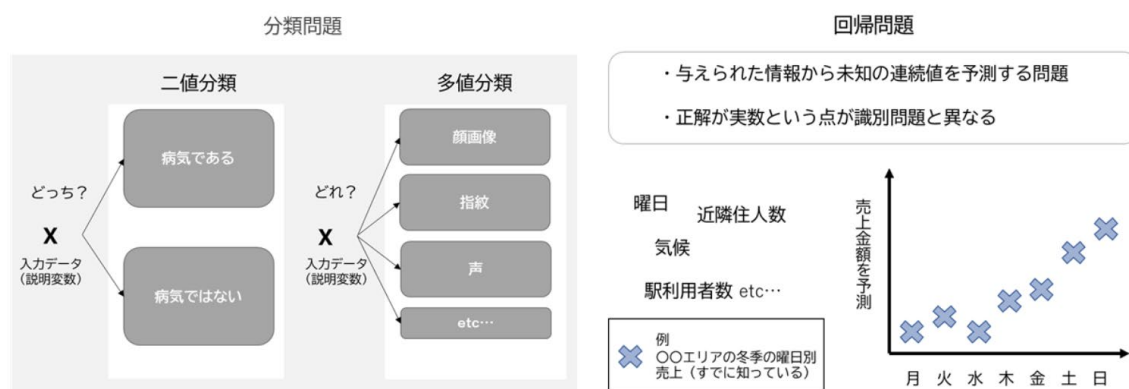 分類問題
二値分類
病気である
どっち？
X
入力データ
（説明変数）
病気ではない
多値分類
顔画像
どれ？
指紋
X
入力データ
（説明変数）
声
etc…
回帰問題
・与えられた情報から未知の連続値を予測する問題
・正解が実数という点が識別問題と異なる
曜日
近隣住人数
気候
駅利用者数 etc…
例
〇〇エリアの冬季の曜日別
売上（すでに知っている）
売上金額を予測
月 火 水 木 金 土 日